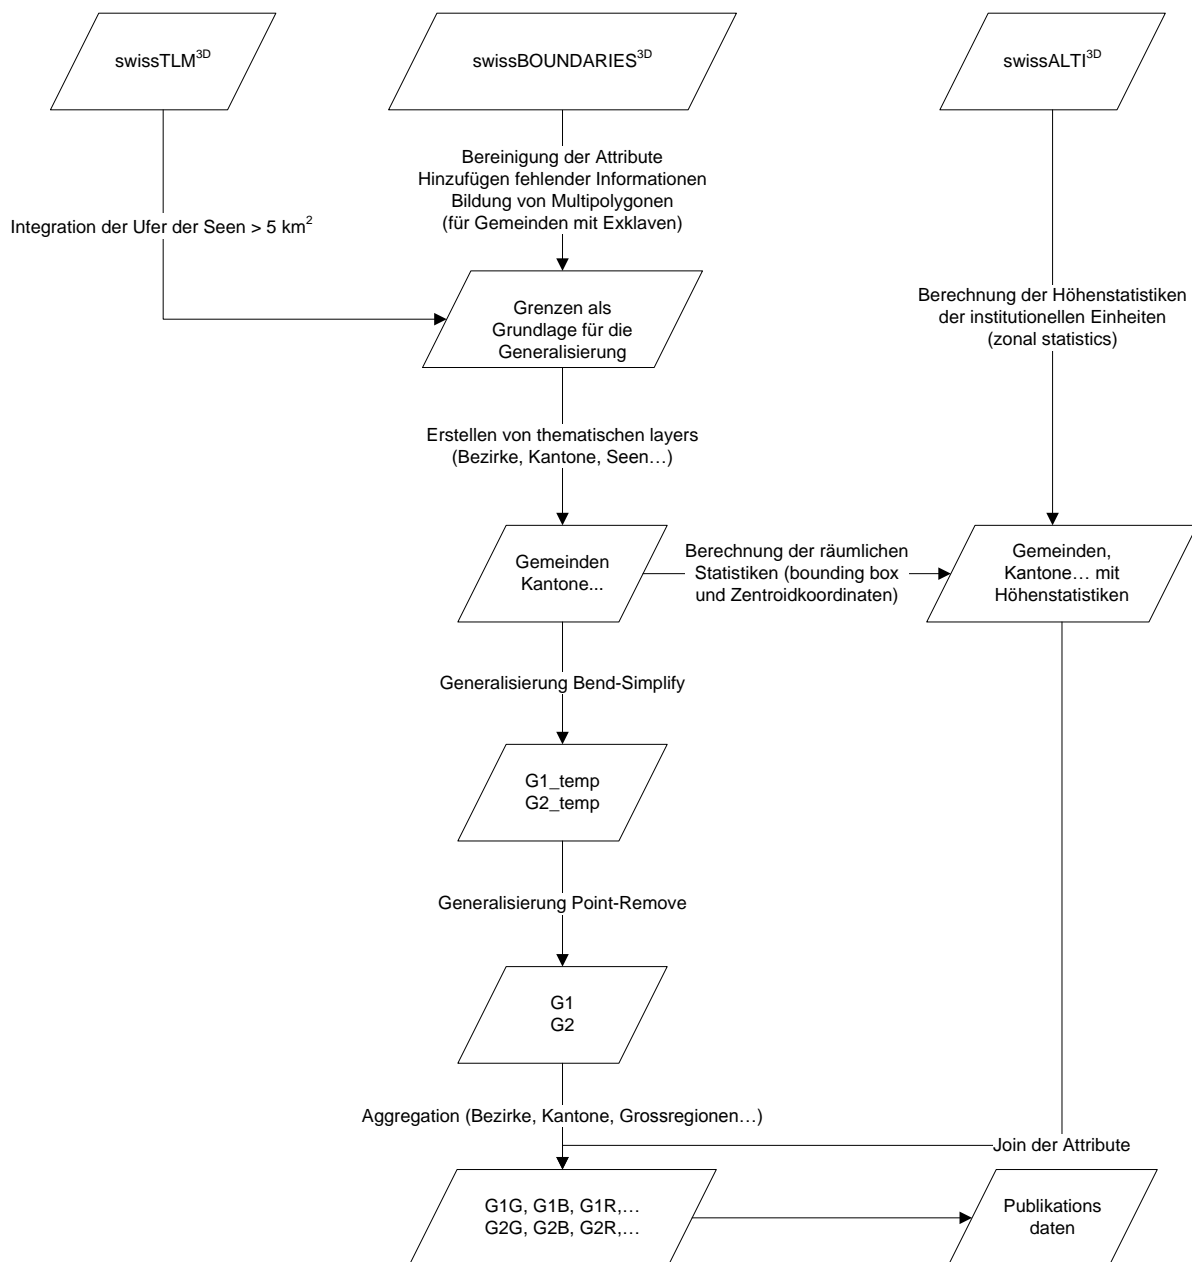 swissTLM3D
swissBOUNDARIES3D
swissALTI3D
Bereinigung der Attribute
Hinzufügen fehlender Informationen
Bildung von Multipolygonen
(für Gemeinden mit Exklaven)
Integration der Ufer der Seen > 5 km2
Grenzen als
Grundlage für die
Generalisierung
Berechnung der Höhenstatistiken
der institutionellen Einheiten
(zonal statistics)
Erstellen von thematischen layers
(Bezirke, Kantone, Seen…)
Gemeinden
Kantone...
Berechnung der räumlichen
Statistiken (bounding box
und Zentroidkoordinaten)
Gemeinden,
Kantone… mit
Höhenstatistiken
Generalisierung Bend-Simplify
G1_temp
G2_temp
Generalisierung Point-Remove
G1
G2
Aggregation (Bezirke, Kantone, Grossregionen…)
Join der Attribute
G1G, G1B, G1R,…
G2G, G2B, G2R,…
Publikations
daten